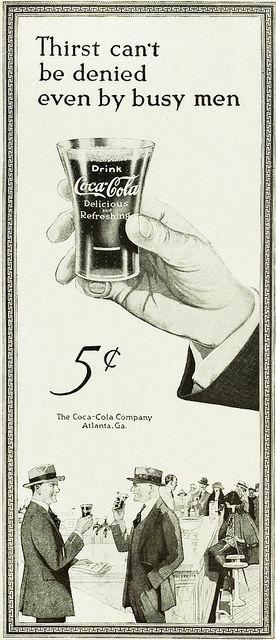 Thirst can't
be denied
even by busy men
Drink
Coca-Cola
Delicious
and
Refreshing
5¢
The Coca-Cola Company
Atlanta, Ga.